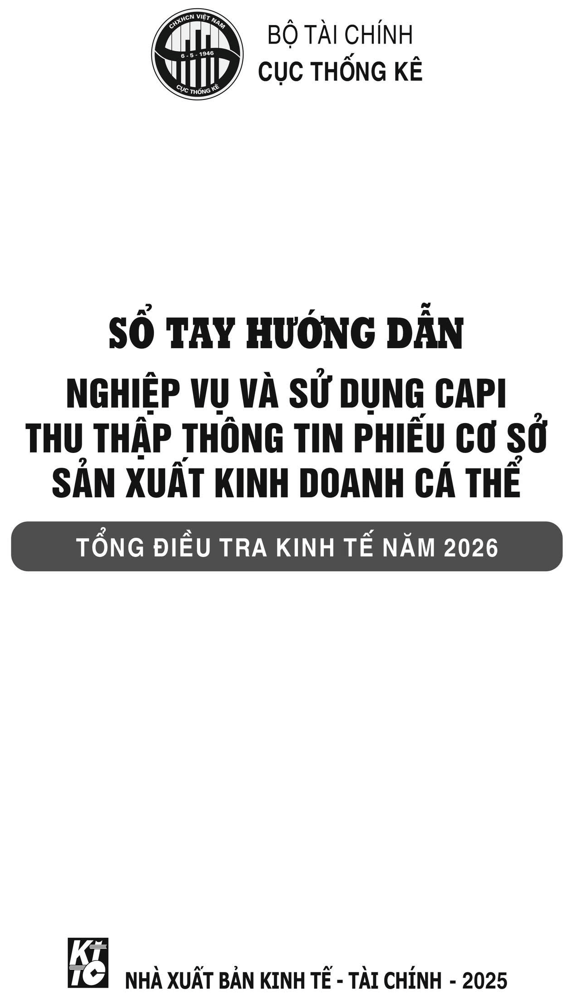 CHXHCN VIỆT NAM
6 - 5 - 1946
CỤC THỐNG KÊ
BỘ TÀI CHÍNH
CỤC THỐNG KÊ
SỔ TAY HƯỚNG DẪN
NGHIỆP VỤ VÀ SỬ DỤNG CAPI
THU THẬP THÔNG TIN PHIẾU CƠ SỞ
SẢN XUẤT KINH DOANH CÁ THỂ
TỔNG ĐIỀU TRA KINH TẾ NĂM 2026
NHÀ XUẤT BẢN KINH TẾ - TÀI CHÍNH - 2025